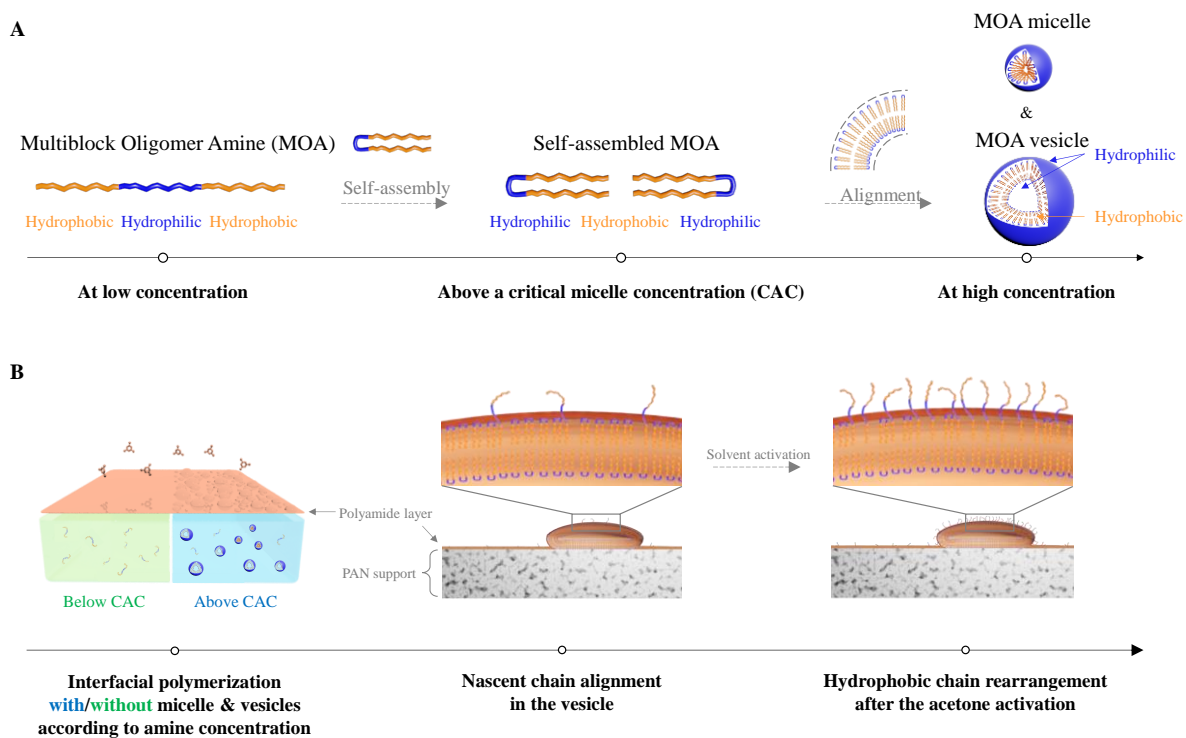 A
MOA micelle
&
MOA vesicle
Multiblock Oligomer Amine (MOA)
Self-assembled MOA
Hydrophilic
Self-assembly
Alignment
Hydrophobic
Hydrophobic Hydrophilic Hydrophobic
Hydrophilic Hydrophobic Hydrophilic
At low concentration
Above a critical micelle concentration (CAC)
At high concentration
B
Solvent activation
Polyamide layer
PAN support
Below CAC
Above CAC
Interfacial polymerization
with/without micelle & vesicles
according to amine concentration
Nascent chain alignment
in the vesicle
Hydrophobic chain rearrangement
after the acetone activation